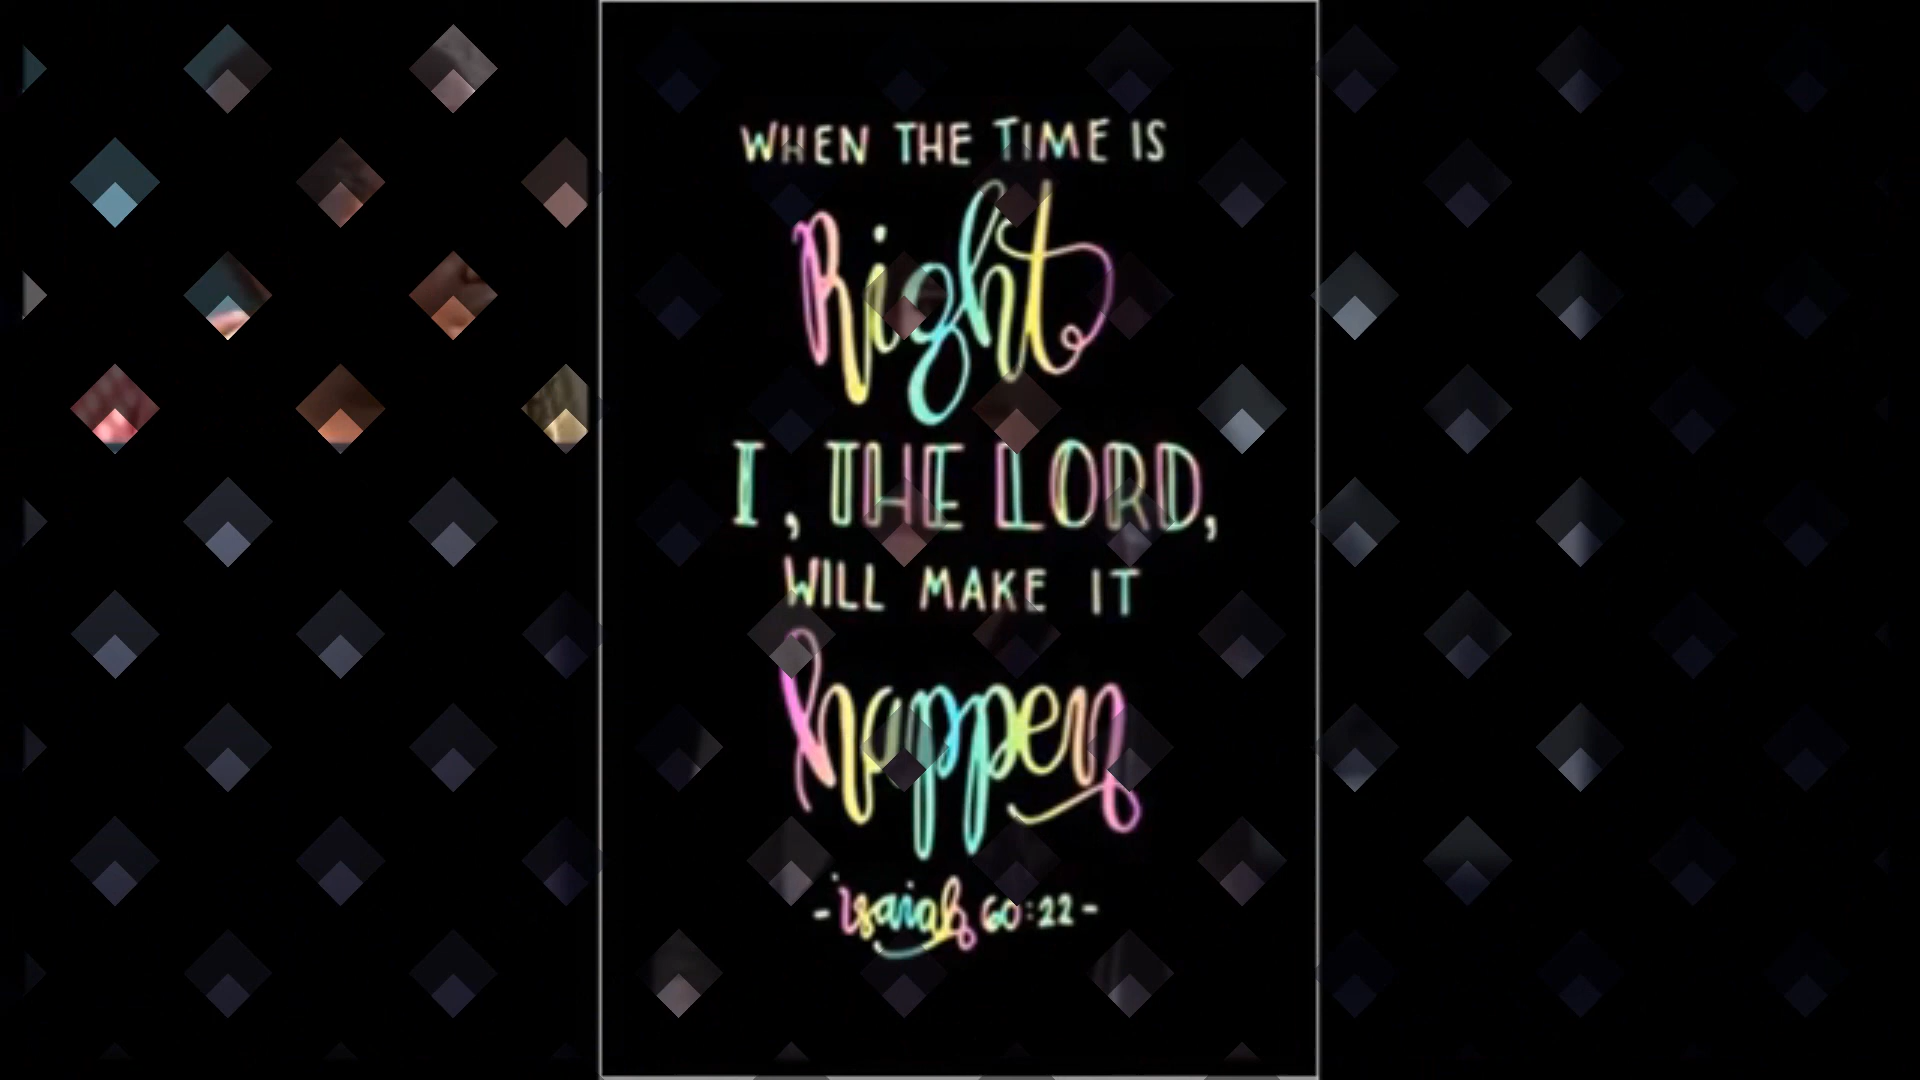 WHEN THE TIME IS
Right
I, THE LORD,
WILL MAKE IT
happen
-isaiah 60:22-